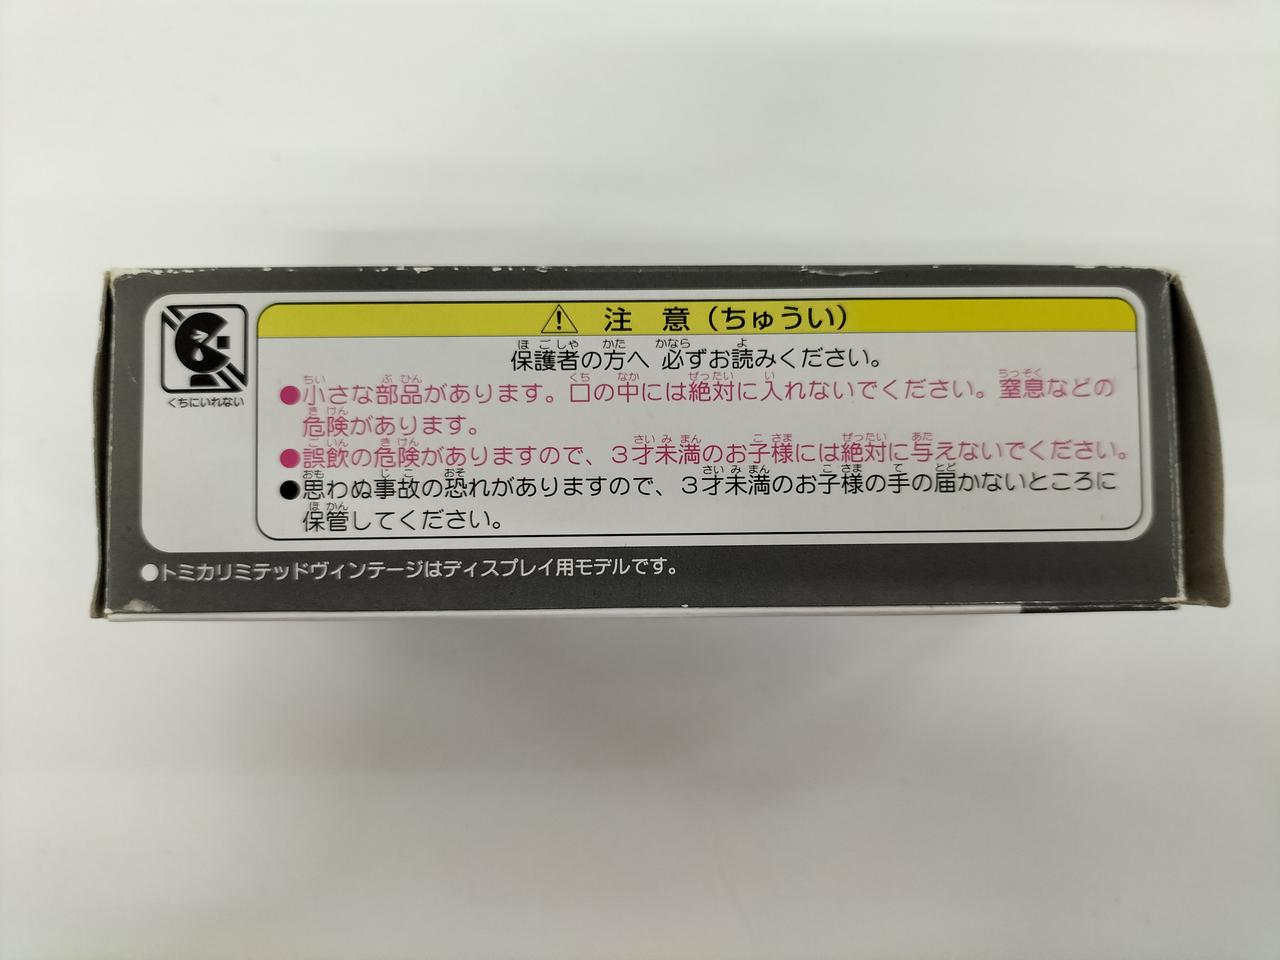 注 意（ちゅうい）
保護者の方へ 必ずお読みください。
くちにいれない
●小さな部品があります。口の中には絶対に入れないでください。窒息などの
危険があります。
●誤飲の危険がありますので、３才未満のお子様には絶対に与えないでください。
●思わぬ事故の恐れがありますので、３才未満のお子様の手の届かないところに
保管してください。
●トミカリミテッドヴィンテージはディスプレイ用モデルです。